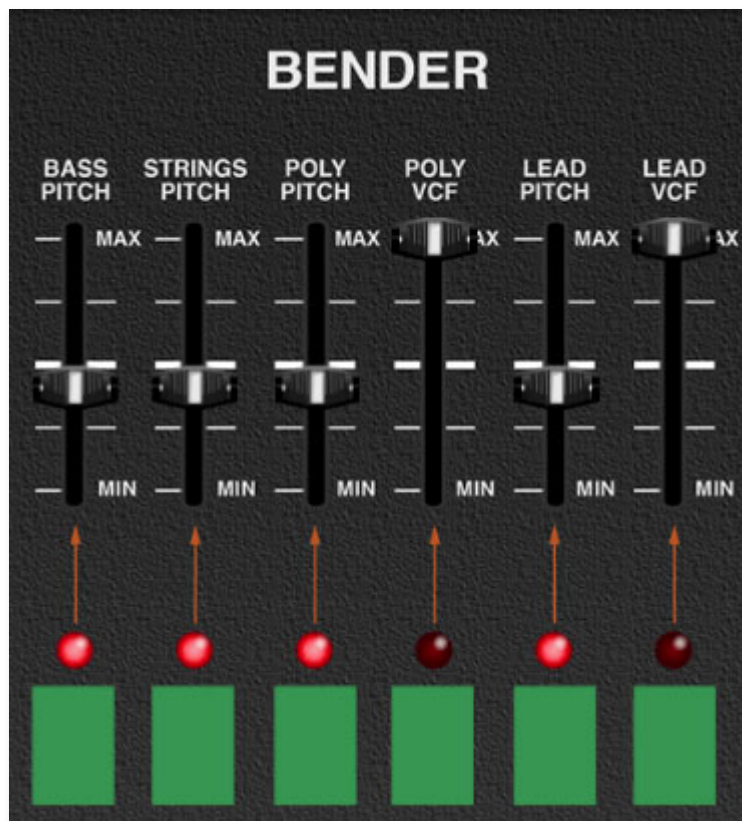 BENDER
BASS PITCH
STRINGS PITCH
POLY PITCH
POLY VCF
LEAD PITCH
LEAD VCF
MAX
MAX
MAX
MAX
MIN
MIN
MIN
MIN
MIN
MIN